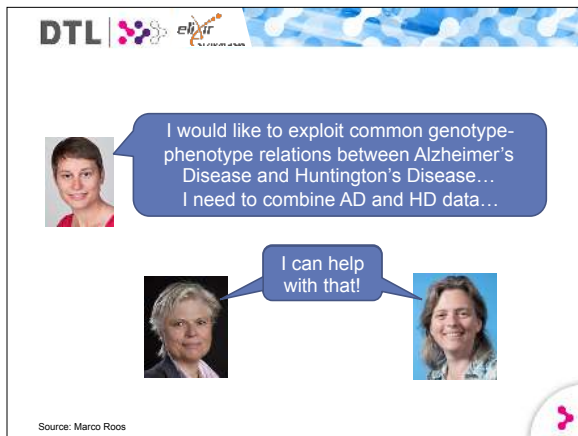 DTL
elixir
I would like to exploit common genotype-
phenotype relations between Alzheimer's
Disease and Huntington's Disease…
I need to combine AD and HD data…
I can help
with that!
Source: Marco Roos